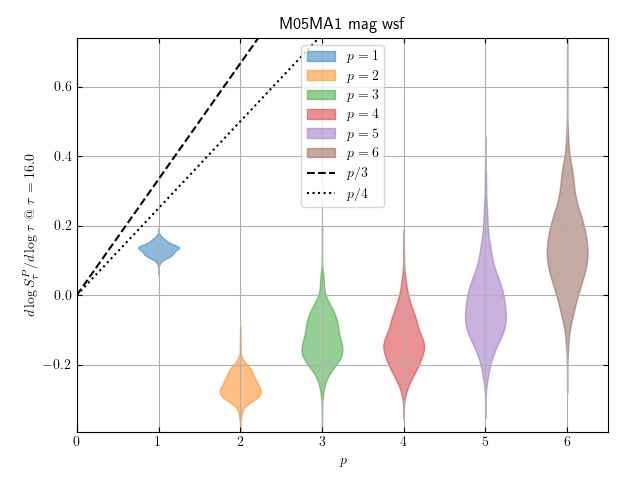 M05MA1 mag wsf
d log S_τ^P / d log τ @ τ = 16.0
0.6
0.4
0.2
0.0
−0.2
p = 1
p = 2
p = 3
p = 4
p = 5
p = 6
p/3
p/4
0 1 2 3 4 5 6
p